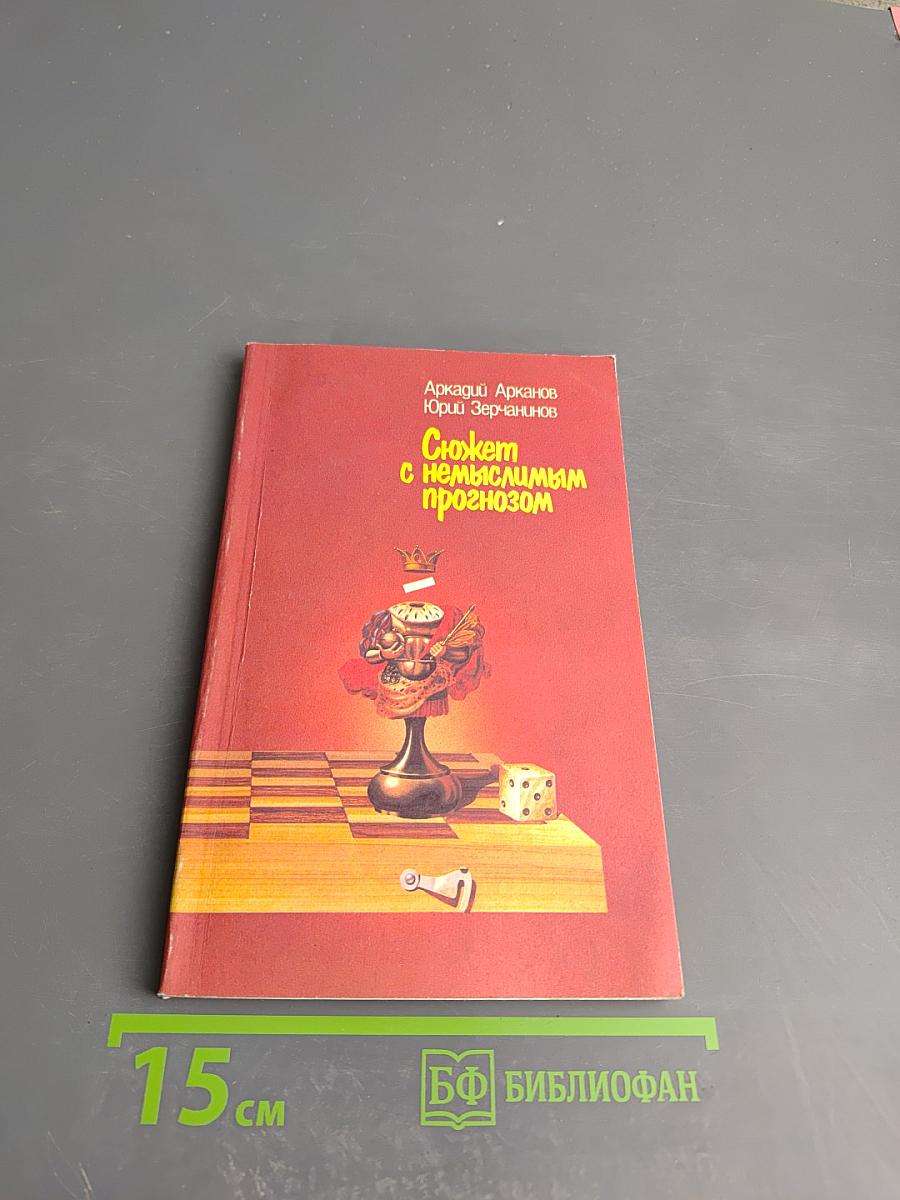 Аркадий Арканов
Юрий Зерчанинов
Сюжет
с немыслимым
прогнозом
15 см
БФ БИБЛИОФАН